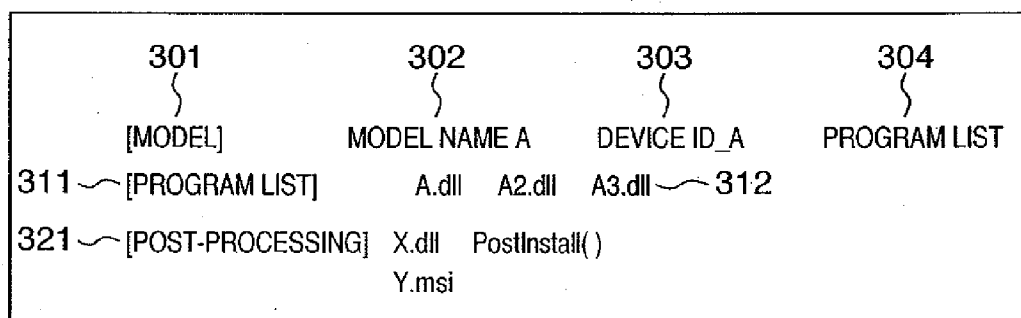 301 302 303 304
[MODEL] MODEL NAME A DEVICE ID_A PROGRAM LIST
311 [PROGRAM LIST] A.dll A2.dll A3.dll 312
321 [POST-PROCESSING] X.dll PostInstall( )
Y.msi